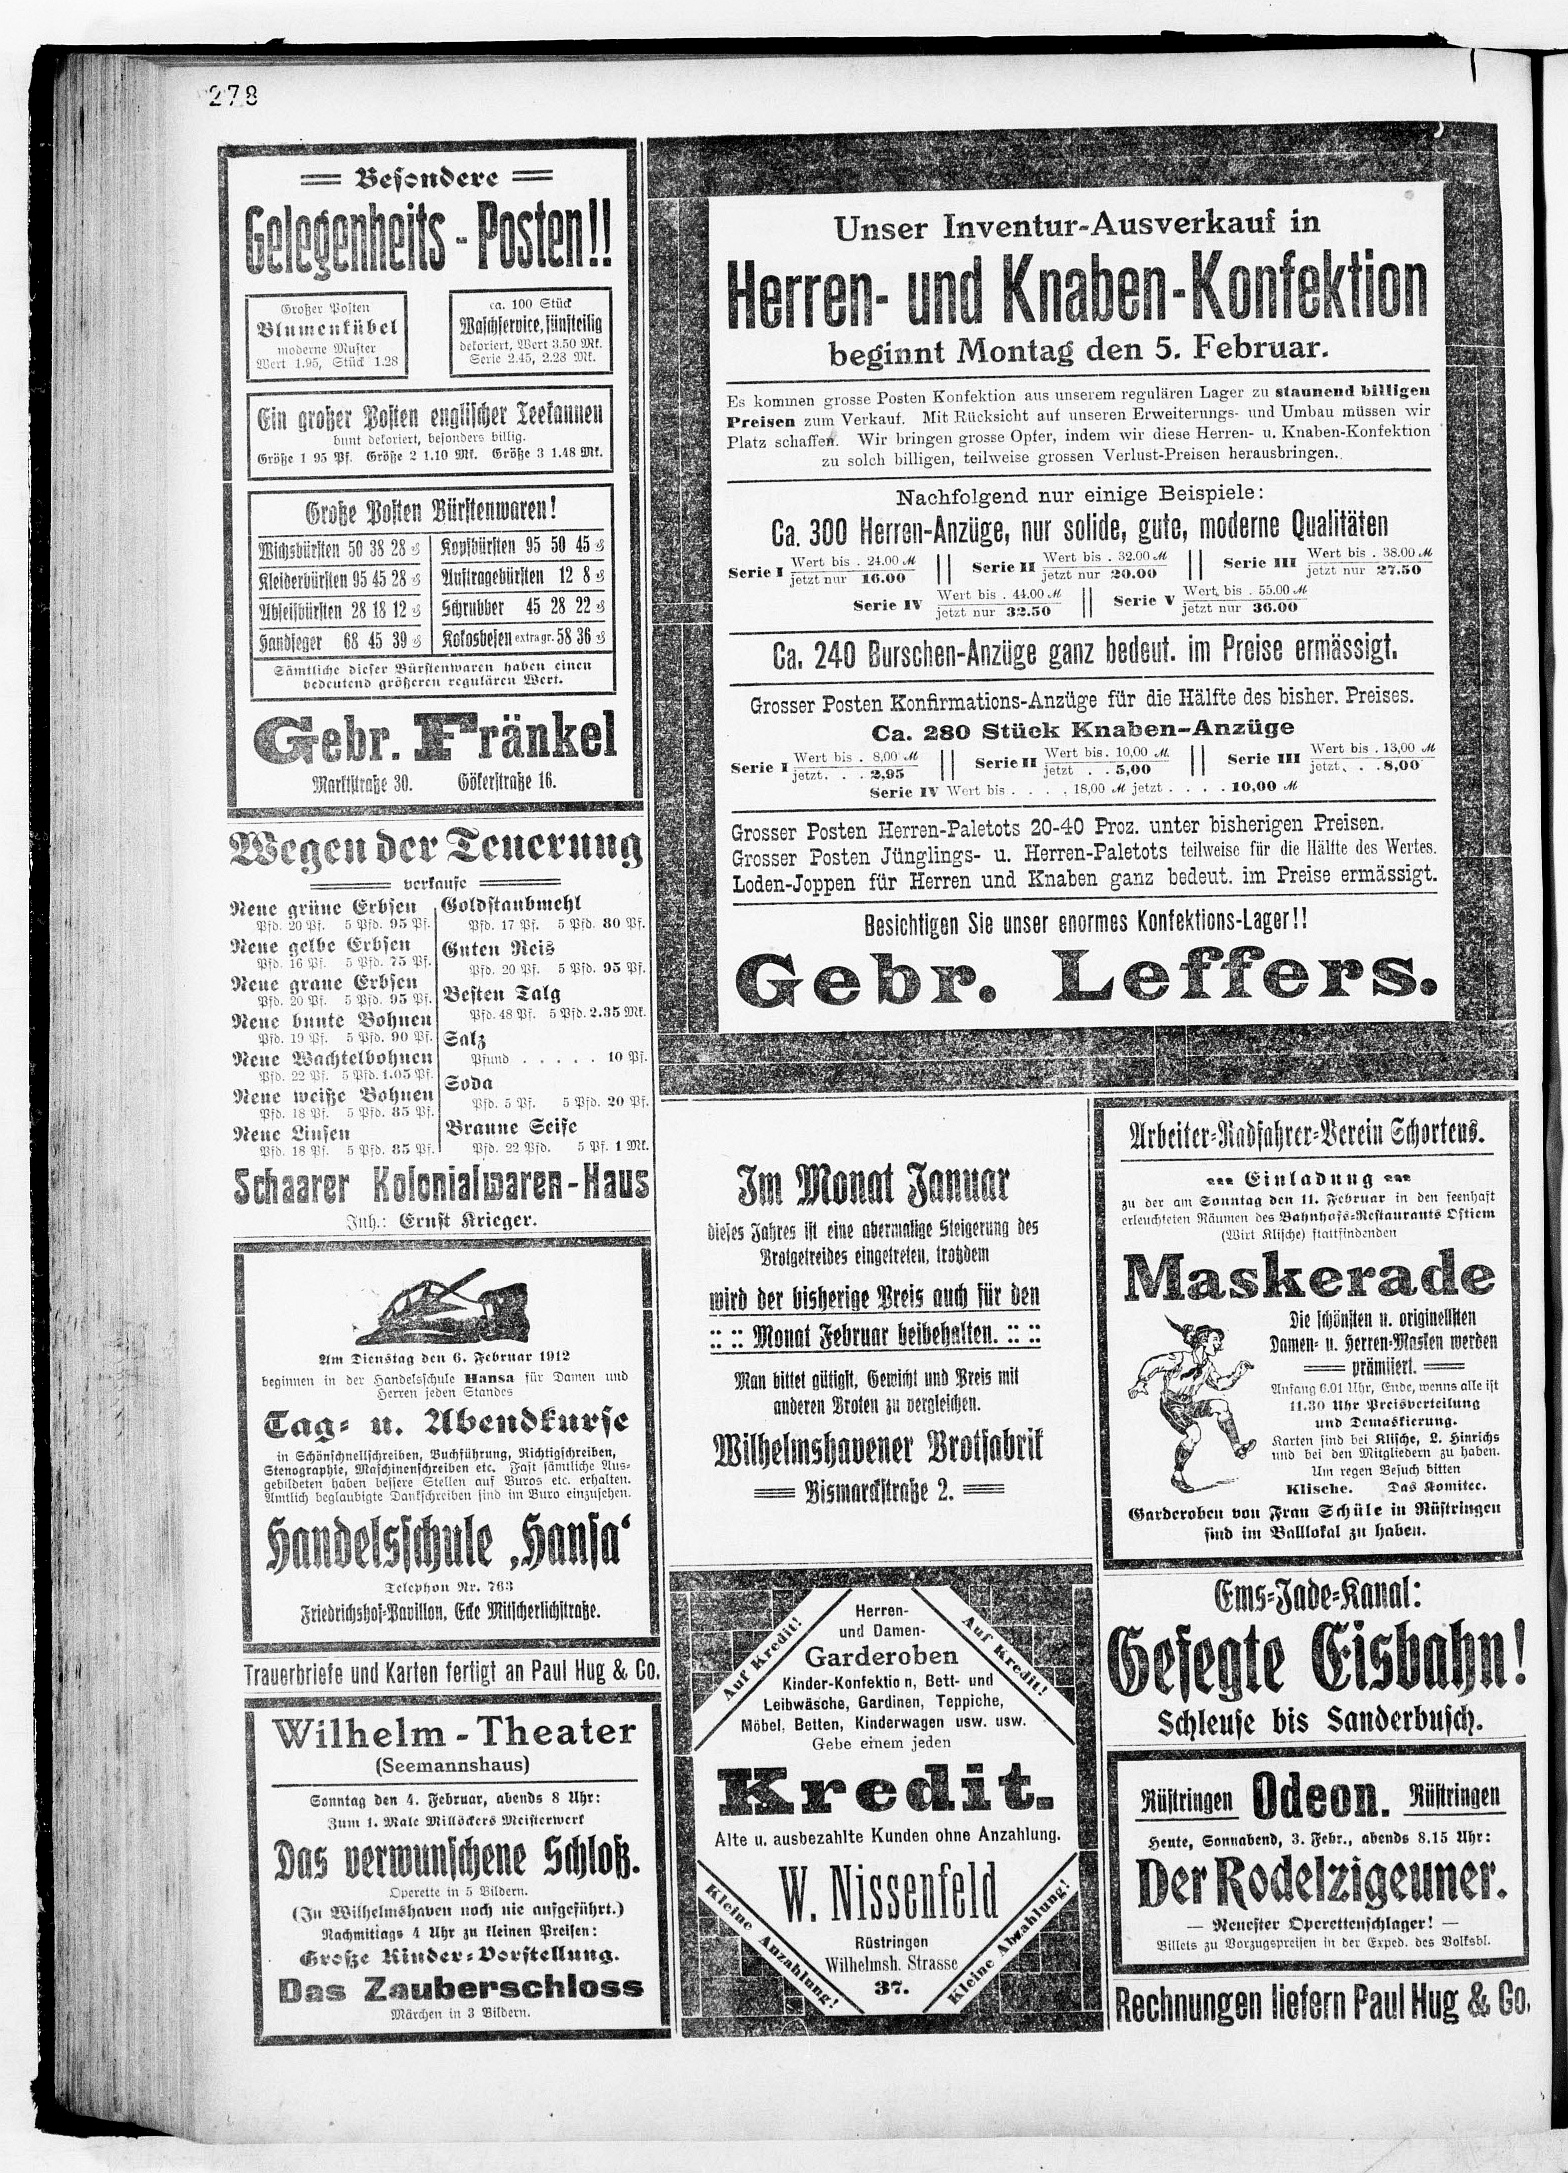 278
Besondere
Gelegenheits-Posten!!
Großer Posten
Blumenkübel
moderne Muster
Wert 1.95, Stück 1.28
ca. 100 Stück
Waschservice, fünfteilig
dekoriert, Wert 3.50 Mk.
Serie 2.45, 2.28 Mk.
Ein großer Posten englischer Teekannen
bunt dekoriert, besonders billig.
Größe 1 95 Pf. Größe 2 1.10 Mk. Größe 3 1.48 Mk.
Große Posten Bürstenwaren!
Wichsbürsten 50 38 28 ₰
Kleiderbürsten 95 45 28 ₰
Abseifbürsten 28 18 12 ₰
Handfeger 68 45 39 ₰
Kopfbürsten 95 50 45 ₰
Auftragebürsten 12 8 ₰
Schrubber 45 28 22 ₰
Kokosbesen extra gr. 58 36 ₰
Sämtliche dieser Bürstenwaren haben einen
bedeutend größeren regulären Wert.
Gebr. Fränkel
Marktstraße 30. Gökerstraße 16.
Wegen der Teuerung
verkaufe
Neue grüne Erbsen
Pfd. 20 Pf. 5 Pfd. 95 Pf.
Neue gelbe Erbsen
Pfd. 16 Pf. 5 Pfd. 75 Pf.
Neue graue Erbsen
Pfd. 20 Pf. 5 Pfd. 95 Pf.
Neue bunte Bohnen
Pfd. 19 Pf. 5 Pfd. 90 Pf.
Neue Wachtelbohnen
Pfd. 22 Pf. 5 Pfd. 1.05 Pf.
Neue weiße Bohnen
Pfd. 18 Pf. 5 Pfd. 85 Pf.
Neue Linsen
Pfd. 18 Pf. 5 Pfd. 85 Pf.
Goldstaubmehl
Pfd. 17 Pf. 5 Pfd. 80 Pf.
Guten Reis
Pfd. 20 Pf. 5 Pfd. 95 Pf.
Besten Talg
Pfd. 48 Pf. 5 Pfd. 2.35 Mk.
Salz
Pfund . . . . . 10 Pf.
Soda
Pfd. 5 Pf. 5 Pfd. 20 Pf.
Braune Seife
Pfd. 22 Pfd. 5 Pf. 1 Mk.
Schaarer Kolonialwaren-Haus
Inh.: Ernst Krieger.
Am Dienstag den 6. Februar 1912
beginnen in der Handelsschule Hansa für Damen und
Herren jeden Standes
Tag- u. Abendkurse
in Schönschnellschreiben, Buchführung, Richtigschreiben,
Stenographie, Maschinenschreiben etc. Fast sämtliche Aus-
gebildeten haben bessere Stellen auf Buros etc. erhalten.
Amtlich beglaubigte Dankschreiben sind im Buro einzusehen.
Handelsschule ‚Hansa‘
Telephon Nr. 763
Friedrichshof-Pavillon, Ecke Mitscherlichstraße.
Trauerbriefe und Karten fertigt an Paul Hug & Co.
Wilhelm-Theater
(Seemannshaus)
Sonntag den 4. Februar, abends 8 Uhr:
Zum 1. Male Millöckers Meisterwerk
Das verwunschene Schloß.
Operette in 5 Bildern.
(In Wilhelmshaven noch nie aufgeführt.)
Nachmittags 4 Uhr zu kleinen Preisen:
Große Kinder-Vorstellung.
Das Zauberschloss
Märchen in 3 Bildern.
Unser Inventur-Ausverkauf in
Herren- und Knaben-Konfektion
beginnt Montag den 5. Februar.
Es kommen grosse Posten Konfektion aus unserem regulären Lager zu staunend billigen
Preisen zum Verkauf. Mit Rücksicht auf unseren Erweiterungs- und Umbau müssen wir
Platz schaffen. Wir bringen grosse Opfer, indem wir diese Herren- u. Knaben-Konfektion
zu solch billigen, teilweise grossen Verlust-Preisen herausbringen.
Nachfolgend nur einige Beispiele:
Ca. 300 Herren-Anzüge, nur solide, gute, moderne Qualitäten
Serie I Wert bis . 24.00 ℳ jetzt nur 16.00
Serie II Wert bis . 32.00 ℳ jetzt nur 20.00
Serie III Wert bis . 38.00 ℳ jetzt nur 27.50
Serie IV Wert bis . 44.00 ℳ jetzt nur 32.50
Serie V Wert bis . 55.00 ℳ jetzt nur 36.00
Ca. 240 Burschen-Anzüge ganz bedeut. im Preise ermässigt.
Grosser Posten Konfirmations-Anzüge für die Hälfte des bisher. Preises.
Ca. 280 Stück Knaben-Anzüge
Serie I Wert bis . 8,00 ℳ jetzt . . . 2,95
Serie II Wert bis . 10,00 ℳ jetzt . . 5,00
Serie III Wert bis . 13,00 ℳ jetzt . . 8,00
Serie IV Wert bis . . . . 18,00 ℳ jetzt . . . . 10,00 ℳ
Grosser Posten Herren-Paletots 20-40 Proz. unter bisherigen Preisen.
Grosser Posten Jünglings- u. Herren-Paletots teilweise für die Hälfte des Wertes.
Loden-Joppen für Herren und Knaben ganz bedeut. im Preise ermässigt.
Besichtigen Sie unser enormes Konfektions-Lager!!
Gebr. Leffers.
Im Monat Januar
dieses Jahres ist eine abermalige Steigerung des
Brotgetreides eingetreten, trotzdem
wird der bisherige Preis auch für den
:: :: Monat Februar beibehalten. :: ::
Man bittet gütigst, Gewicht und Preis mit
anderen Broten zu vergleichen.
Wilhelmshavener Brotfabrik
Bismarckstraße 2.
Auf Kredit!
Auf Kredit!
Herren-
und Damen-
Garderoben
Kinder-Konfektion, Bett- und
Leibwäsche, Gardinen, Teppiche,
Möbel, Betten, Kinderwagen usw. usw.
Gebe einem jeden
Kredit.
Alte u. ausbezahlte Kunden ohne Anzahlung.
W. Nissenfeld
Rüstringen
Wilhelmsh. Strasse
37.
Kleine Anzahlung!
Kleine Abzahlung!
Arbeiter-Radfahrer-Verein Schortens.
Einladung
zu der am Sonntag den 11. Februar in den feenhaft
erleuchteten Räumen des Bahnhofs-Restaurants Ostiem
(Wirt Klische) stattfindenden
Maskerade
Die schönsten u. originellsten
Damen- u. Herren-Masken werden
prämiiert.
Anfang 6.01 Uhr, Ende, wenns alle ist
11.30 Uhr Preisverteilung
und Demaskierung.
Karten sind bei Klische, L. Hinrichs
und bei den Mitgliedern zu haben.
Um regen Besuch bitten
Klische. Das Komitee.
Garderoben von Frau Schüle in Rüstringen
sind im Balllokal zu haben.
Ems-Jade-Kanal:
Gefegte Eisbahn!
Schleuse bis Sanderbusch.
Rüstringen Odeon. Rüstringen
Heute, Sonnabend, 3. Febr., abends 8.15 Uhr:
Der Rodelzigeuner.
— Neuester Operettenschlager! —
Billets zu Vorzugspreisen in der Exped. des Volksbl.
Rechnungen liefern Paul Hug & Co.